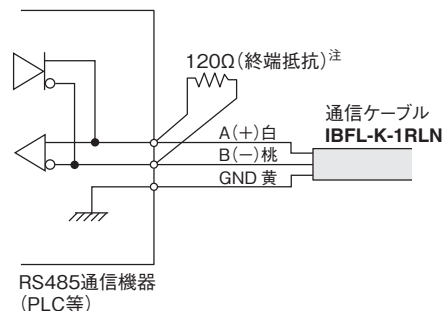 120Ω(終端抵抗)注
通信ケーブル
IBFL-K-1RLN
A(+)白
B(−)桃
GND 黄
RS485通信機器
(PLC等)